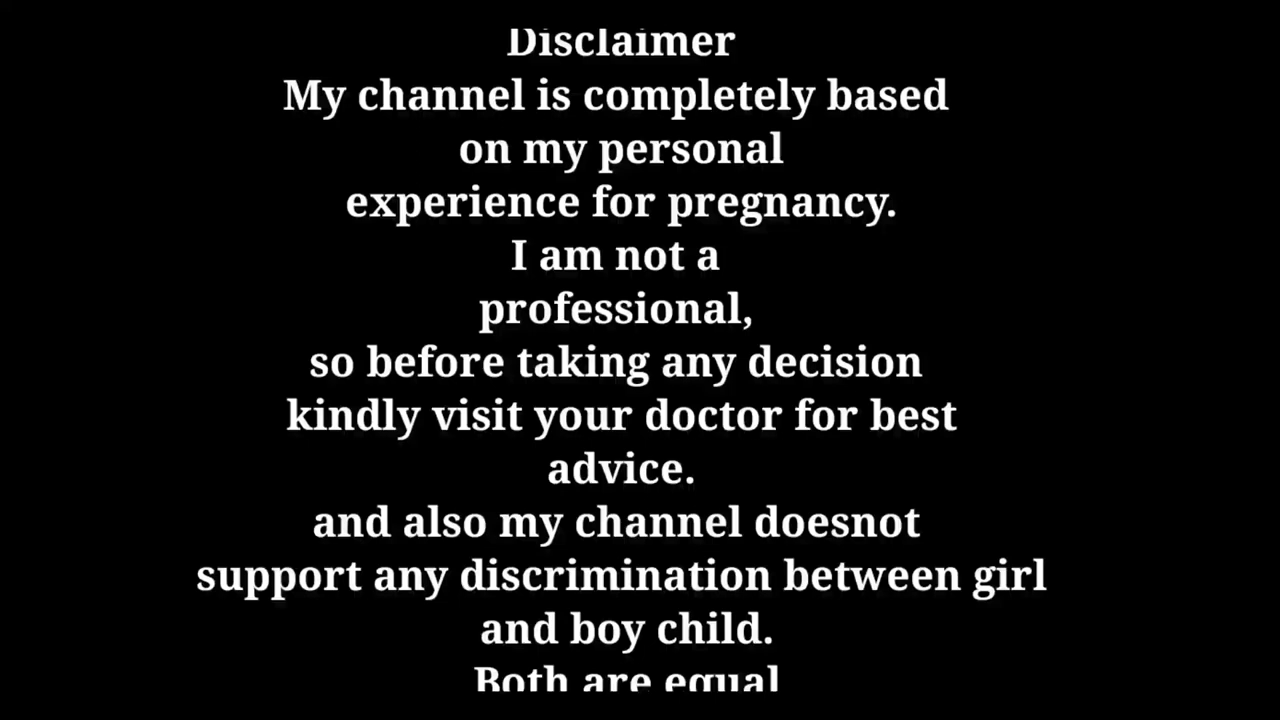 Disclaimer
My channel is completely based
on my personal
experience for pregnancy.
I am not a
professional,
so before taking any decision
kindly visit your doctor for best
advice.
and also my channel doesnot
support any discrimination between girl
and boy child.
Both are equal